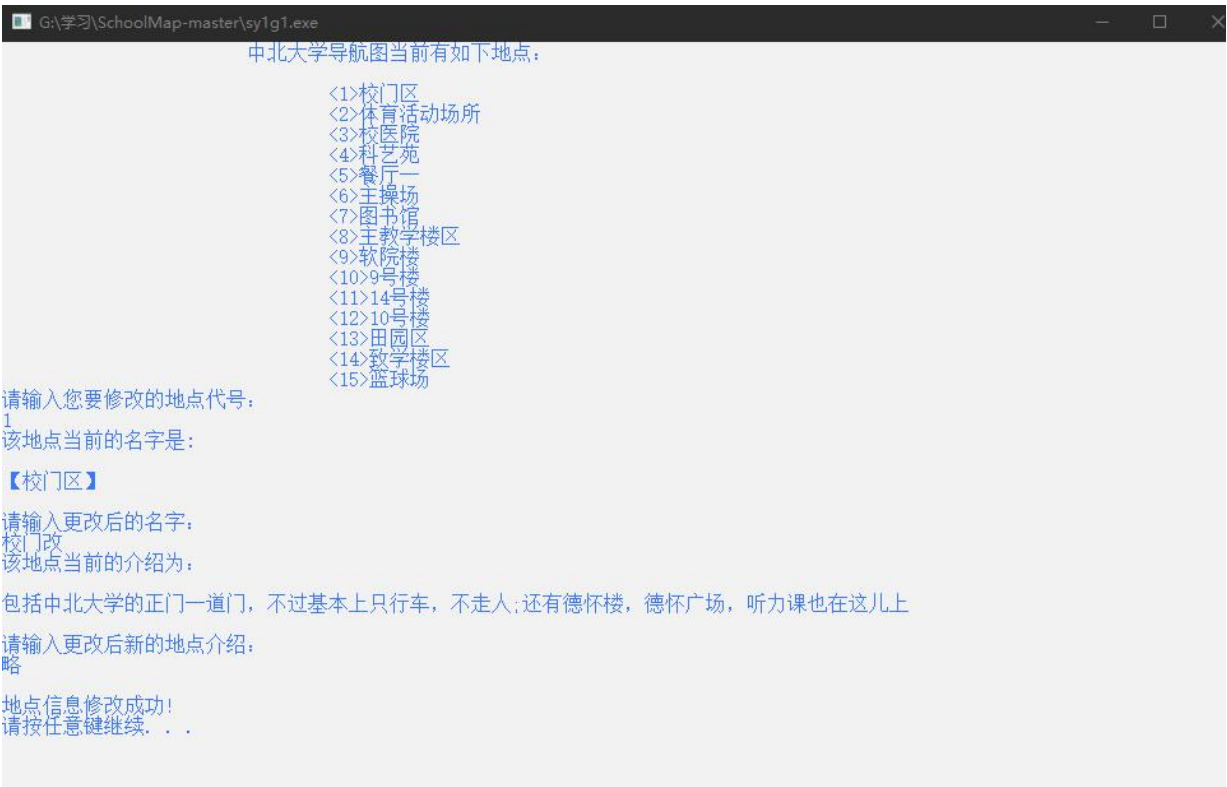 G:\学习\SchoolMap-master\sy1g1.exe
中北大学导航图当前有如下地点：
<1>校门区
<2>体育活动场所
<3>校医院
<4>科艺苑
<5>餐厅一
<6>主操场
<7>图书馆
<8>主教学楼区
<9>软院楼
<10>9号楼
<11>14号楼
<12>10号楼
<13>田园区
<14>致学楼区
<15>篮球场
请输入您要修改的地点代号：
1
该地点当前的名字是：
【校门区】
请输入更改后的名字：
校门改
该地点当前的介绍为：
包括中北大学的正门一道门，不过基本上只行车，不走人;还有德怀楼，德怀广场，听力课也在这儿上
请输入更改后新的地点介绍：
略
地点信息修改成功!
请按任意键继续. . .